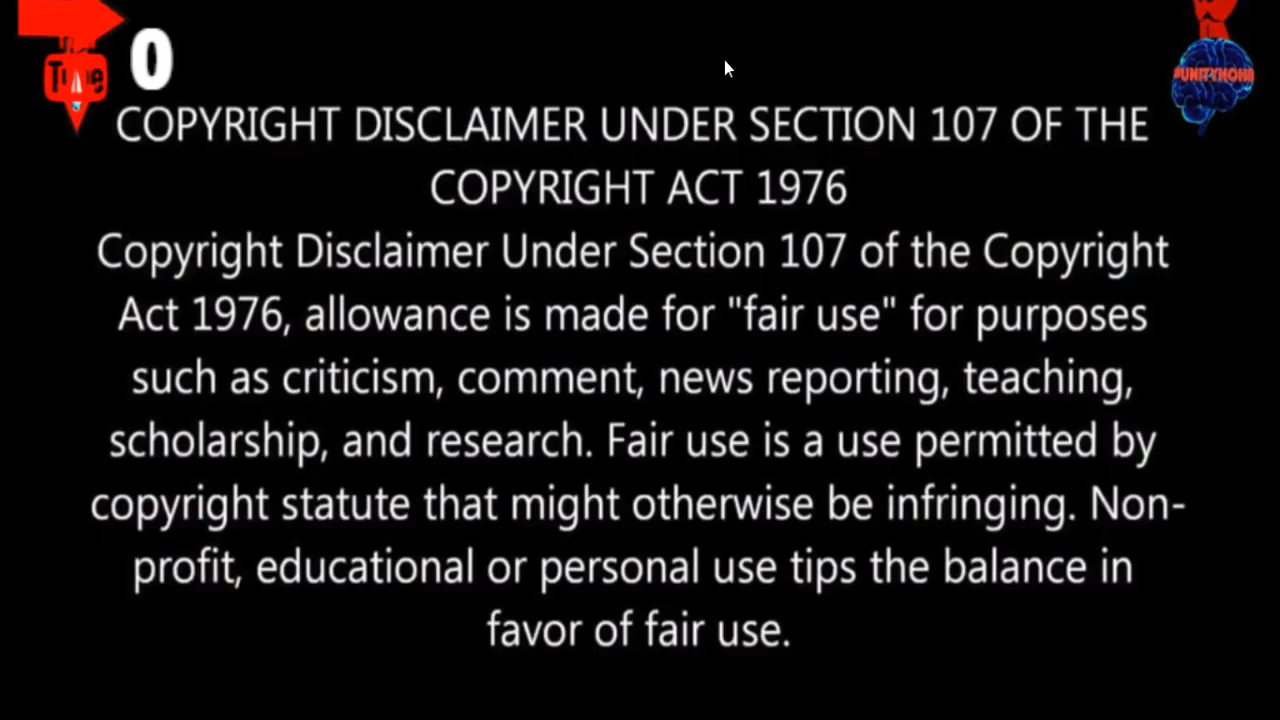 0
COPYRIGHT DISCLAIMER UNDER SECTION 107 OF THE
COPYRIGHT ACT 1976
Copyright Disclaimer Under Section 107 of the Copyright
Act 1976, allowance is made for "fair use" for purposes
such as criticism, comment, news reporting, teaching,
scholarship, and research. Fair use is a use permitted by
copyright statute that might otherwise be infringing. Non-
profit, educational or personal use tips the balance in
favor of fair use.